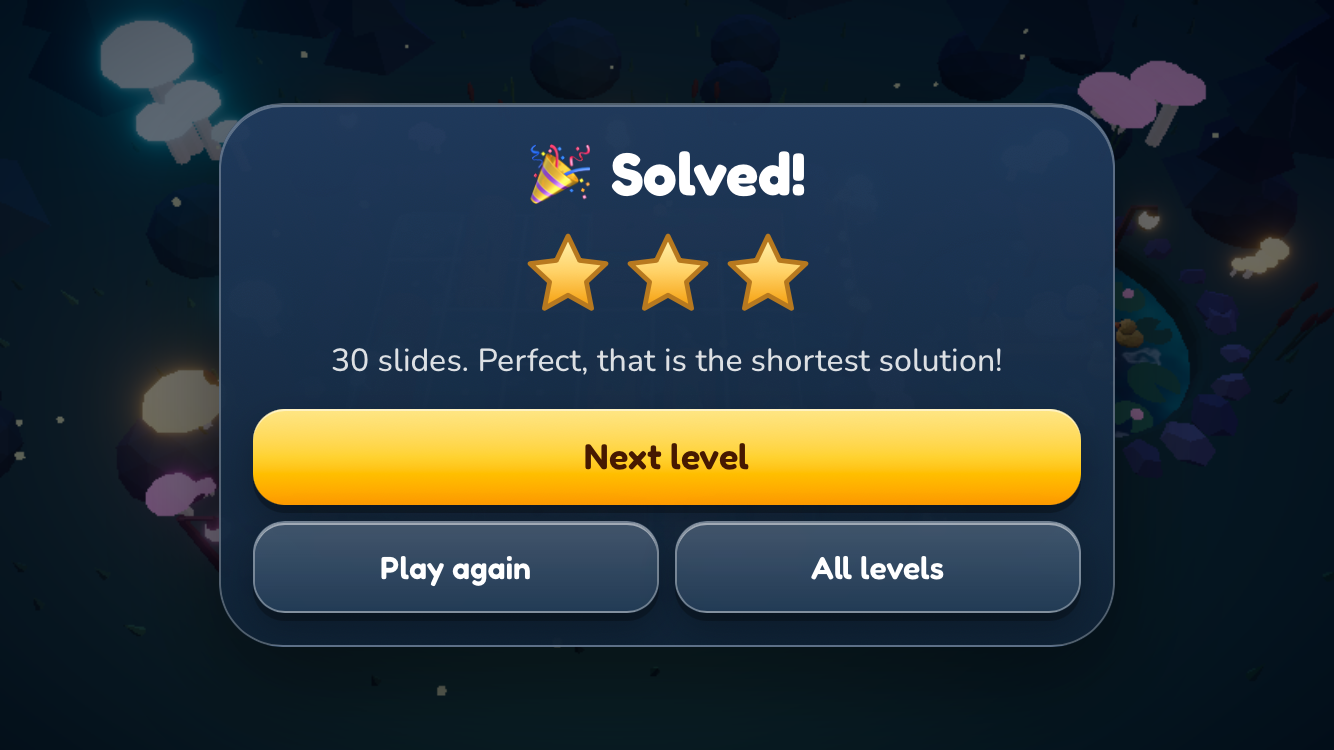 Solved!
30 slides. Perfect, that is the shortest solution!
Next level
Play again
All levels